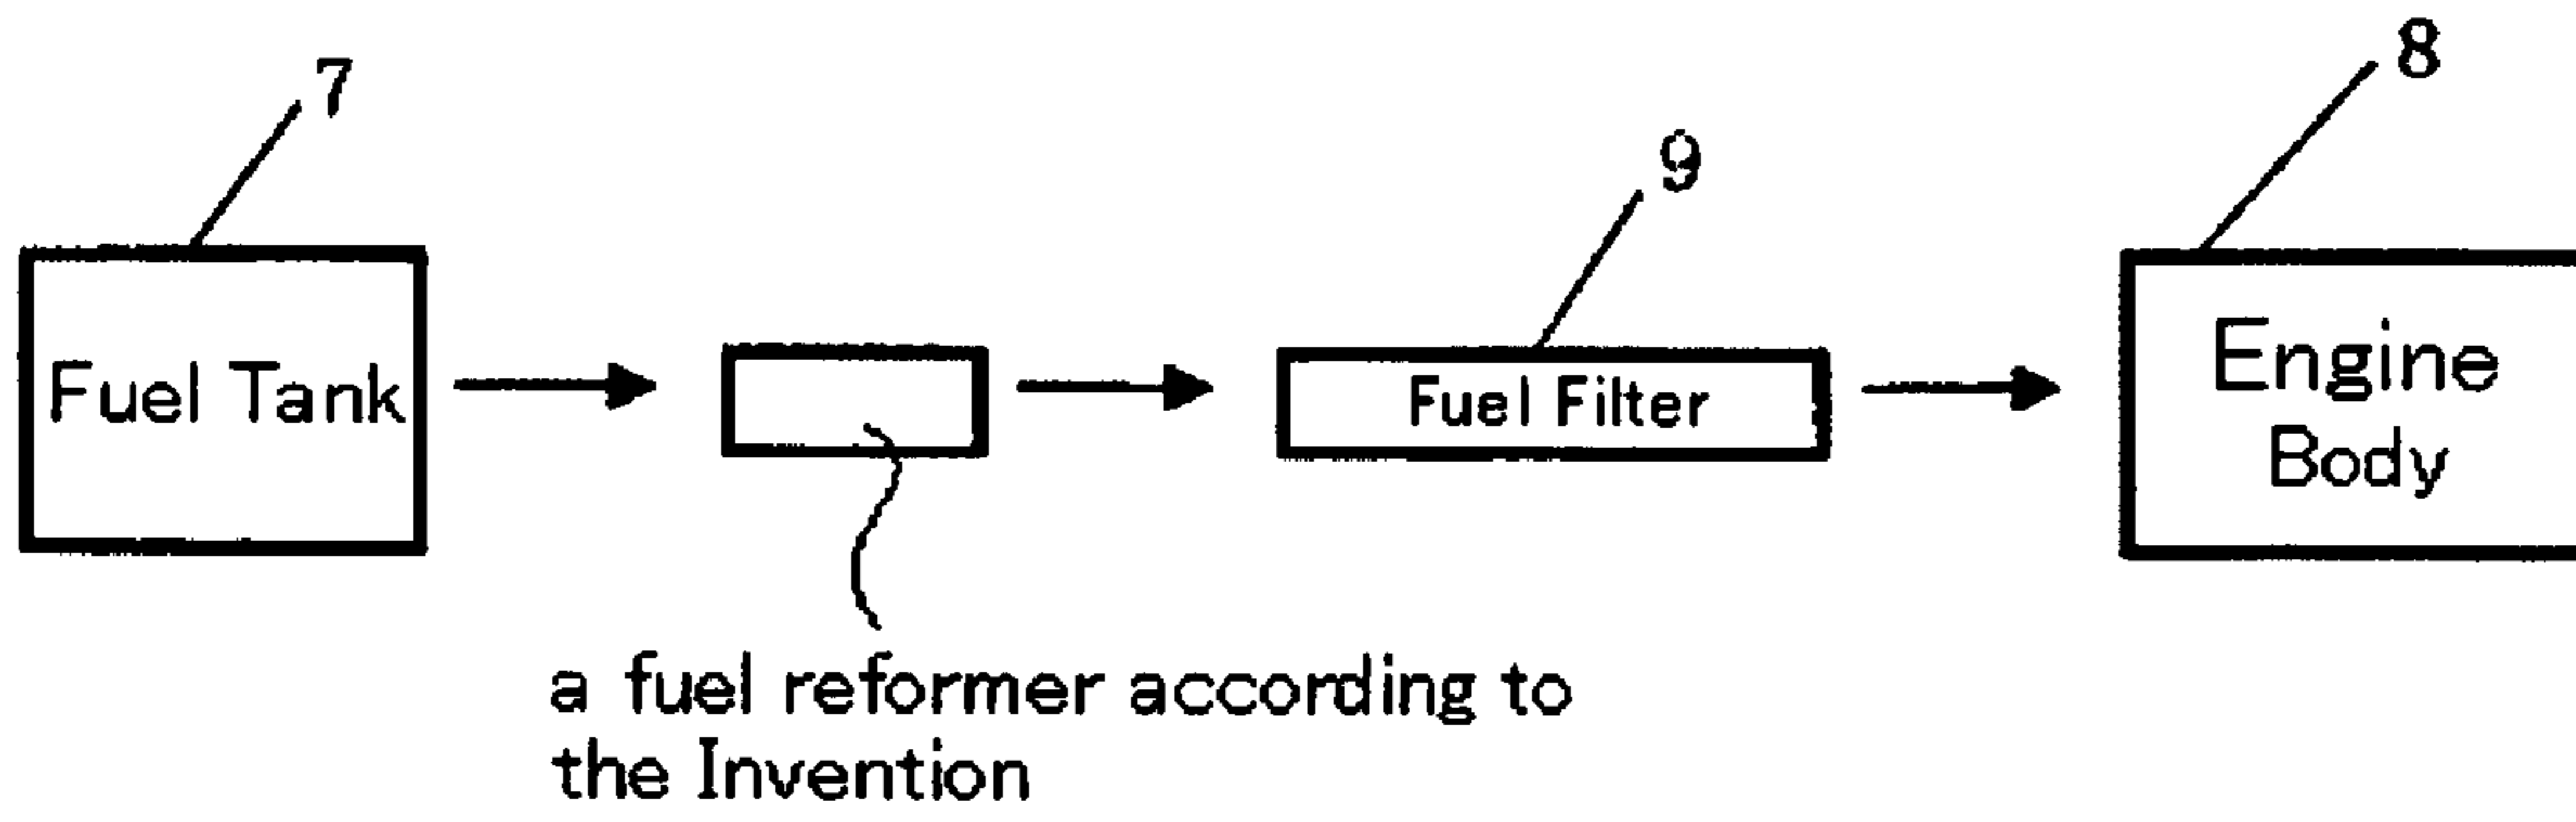 7
8
9
Fuel Tank
Fuel Filter
Engine
Body
a fuel reformer according to
the Invention